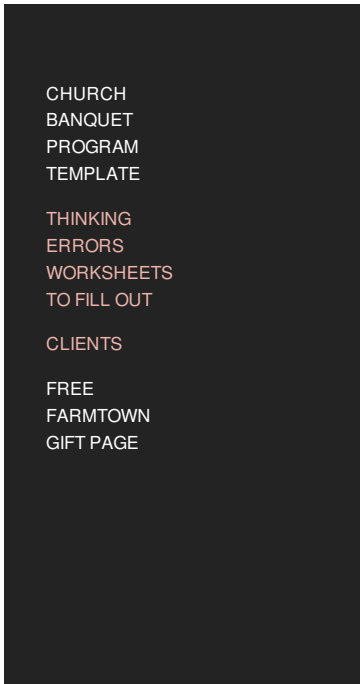 CHURCH
BANQUET
PROGRAM
TEMPLATE
THINKING
ERRORS
WORKSHEETS
TO FILL OUT
CLIENTS
FREE
FARMTOWN
GIFT PAGE